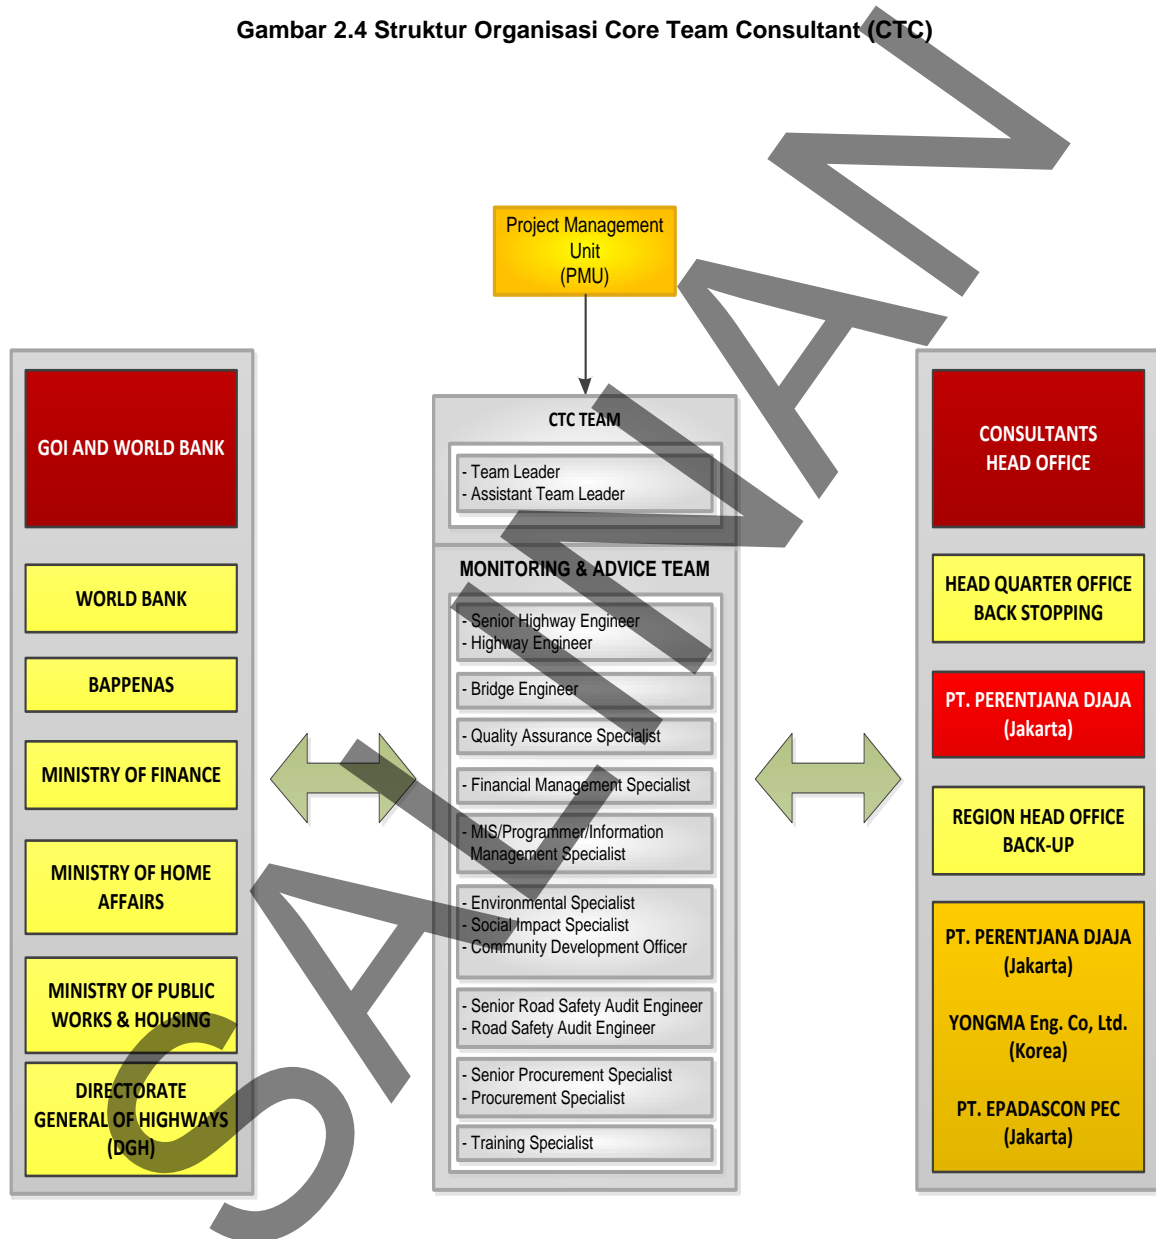 Gambar 2.4 Struktur Organisasi Core Team Consultant (CTC)
Project Management
Unit
(PMU)
GOI AND WORLD BANK
WORLD BANK
BAPPENAS
MINISTRY OF FINANCE
MINISTRY OF HOME
AFFAIRS
MINISTRY OF PUBLIC
WORKS & HOUSING
DIRECTORATE
GENERAL OF HIGHWAYS
(DGH)
CTC TEAM
- Team Leader
- Assistant Team Leader
MONITORING & ADVICE TEAM
- Senior Highway Engineer
- Highway Engineer
- Bridge Engineer
- Quality Assurance Specialist
- Financial Management Specialist
- MIS/Programmer/Information
Management Specialist
- Environmental Specialist
- Social Impact Specialist
- Community Development Officer
- Senior Road Safety Audit Engineer
- Road Safety Audit Engineer
- Senior Procurement Specialist
- Procurement Specialist
- Training Specialist
CONSULTANTS
HEAD OFFICE
HEAD QUARTER OFFICE
BACK STOPPING
PT. PERENTJANA DJAJA
(Jakarta)
REGION HEAD OFFICE
BACK-UP
PT. PERENTJANA DJAJA
(Jakarta)
YONGMA Eng. Co, Ltd.
(Korea)
PT. EPADASCON PEC
(Jakarta)
SALINAN